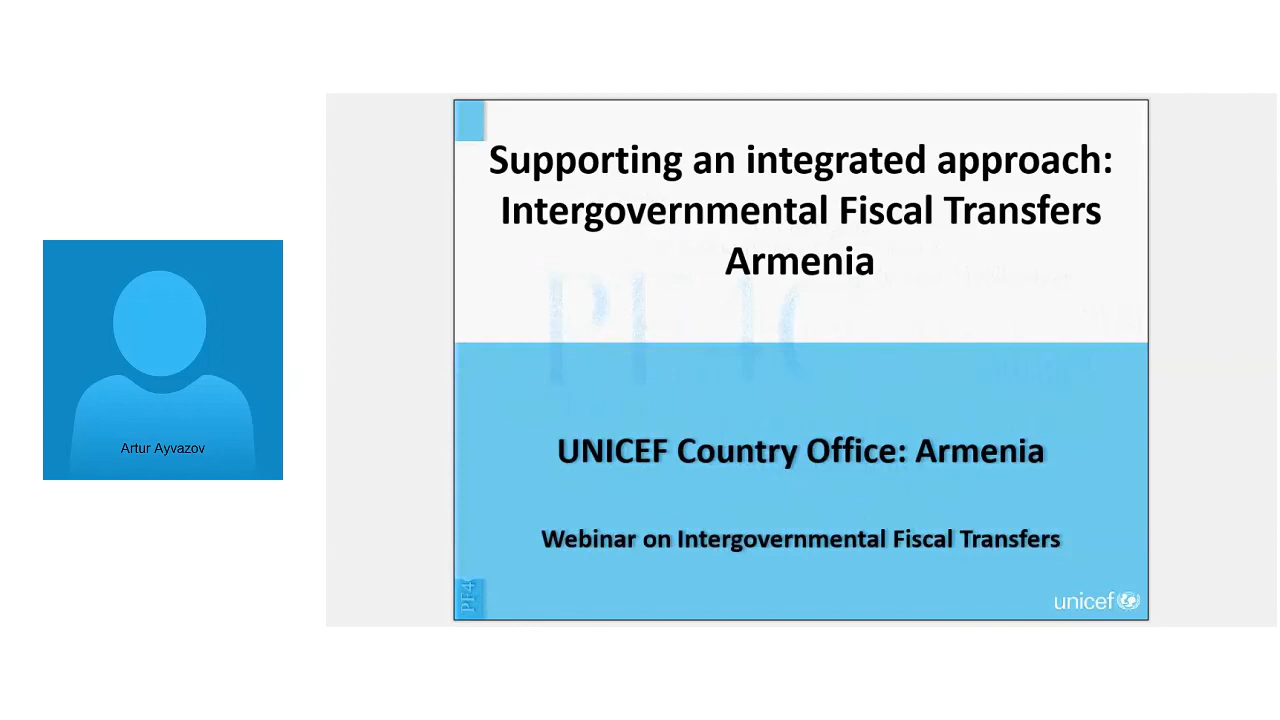 Supporting an integrated approach:
Intergovernmental Fiscal Transfers
Armenia
Artur Ayvazov
UNICEF Country Office: Armenia
Webinar on Intergovernmental Fiscal Transfers
PF4
unicef